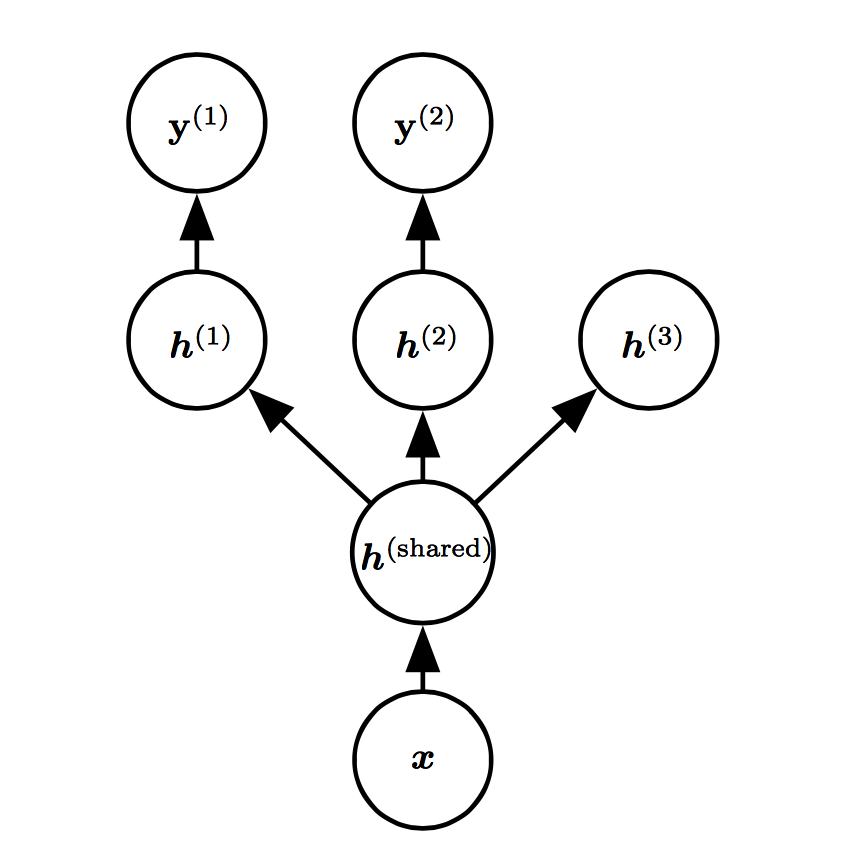 y(1) y(2)
h(1) h(2) h(3)
h(shared)
x